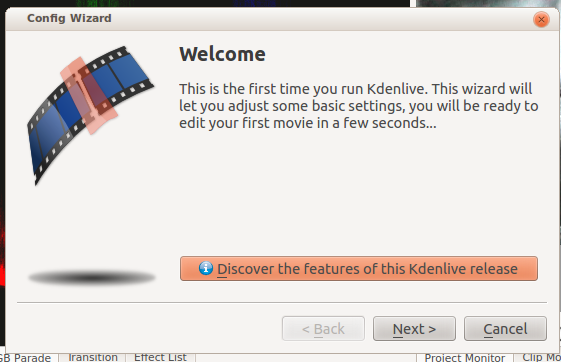 Config Wizard
Welcome
This is the first time you run Kdenlive. This wizard will
let you adjust some basic settings, you will be ready to
edit your first movie in a few seconds...
Discover the features of this Kdenlive release
< Back Next > Cancel
GB Parade Transition Effect List Project Monitor Clip Mo